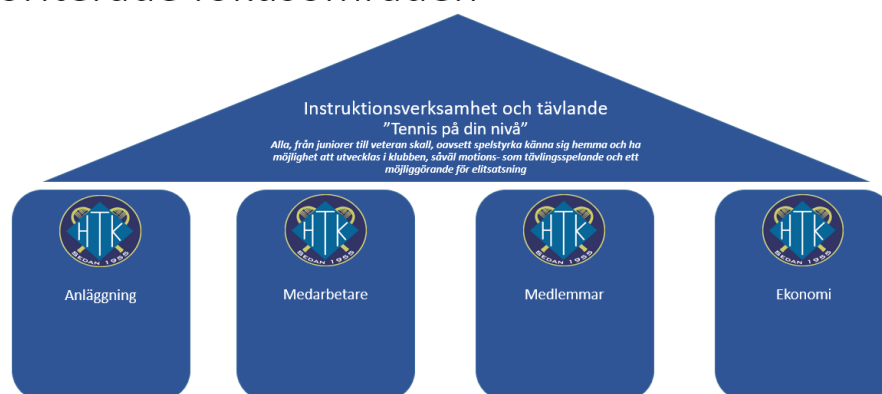 Instruktionsverksamhet och tävlande
"Tennis på din nivå"
Alla, från juniorer till veteran skall, oavsett spelstyrka känna sig hemma och ha
möjlighet att utvecklas i klubben, såväl motions- som tävlingsspelande och ett
möjliggörande för elitsatsning
HTK
SEDAN 1955
HTK
SEDAN 1955
HTK
SEDAN 1955
HTK
SEDAN 1955
Anläggning
Medarbetare
Medlemmar
Ekonomi